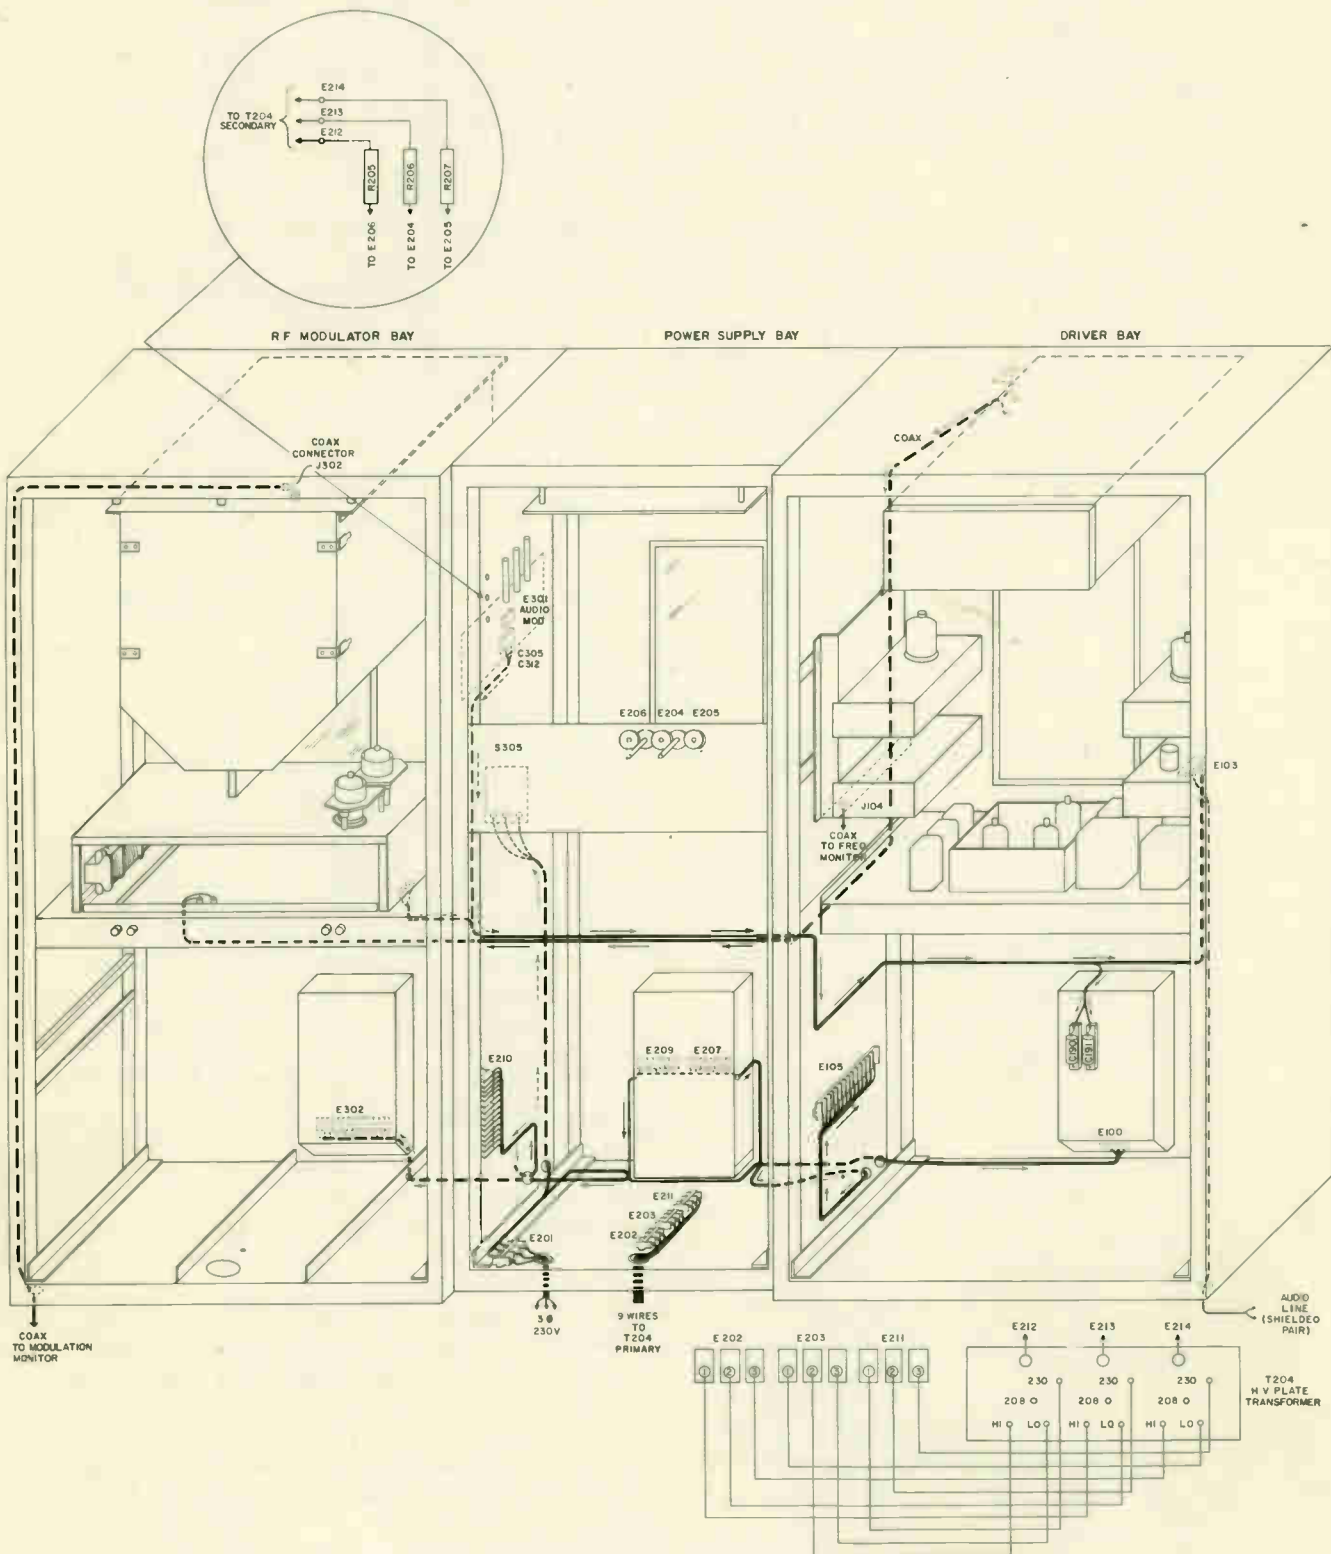 E214
E213
E212
TO T204
SECONDARY
R205
R206
R207
TO E206
TO E204
TO E205
RF MODULATOR BAY
POWER SUPPLY BAY
DRIVER BAY
COAX
CONNECTOR
J302
COAX
E301
AUDIO
MOD
C305
C312
E206 E204 E205
S305
E103
J104
COAX
TO FREQ
MONITOR
E210
E209
E207
E105
C190
C191
E302
E100
E211
E203
E202
E201
COAX
TO MODULATION
MONITOR
3 Ø
230V
9 WIRES
TO
T204
PRIMARY
AUDIO
LINE
(SHIELDED
PAIR)
E202
E203
E211
E212
E213
E214
1 2 3
1 2 3
1 2 3
230
230
230
208
208
208
HI LO
HI LO
HI LO
T204
H V PLATE
TRANSFORMER